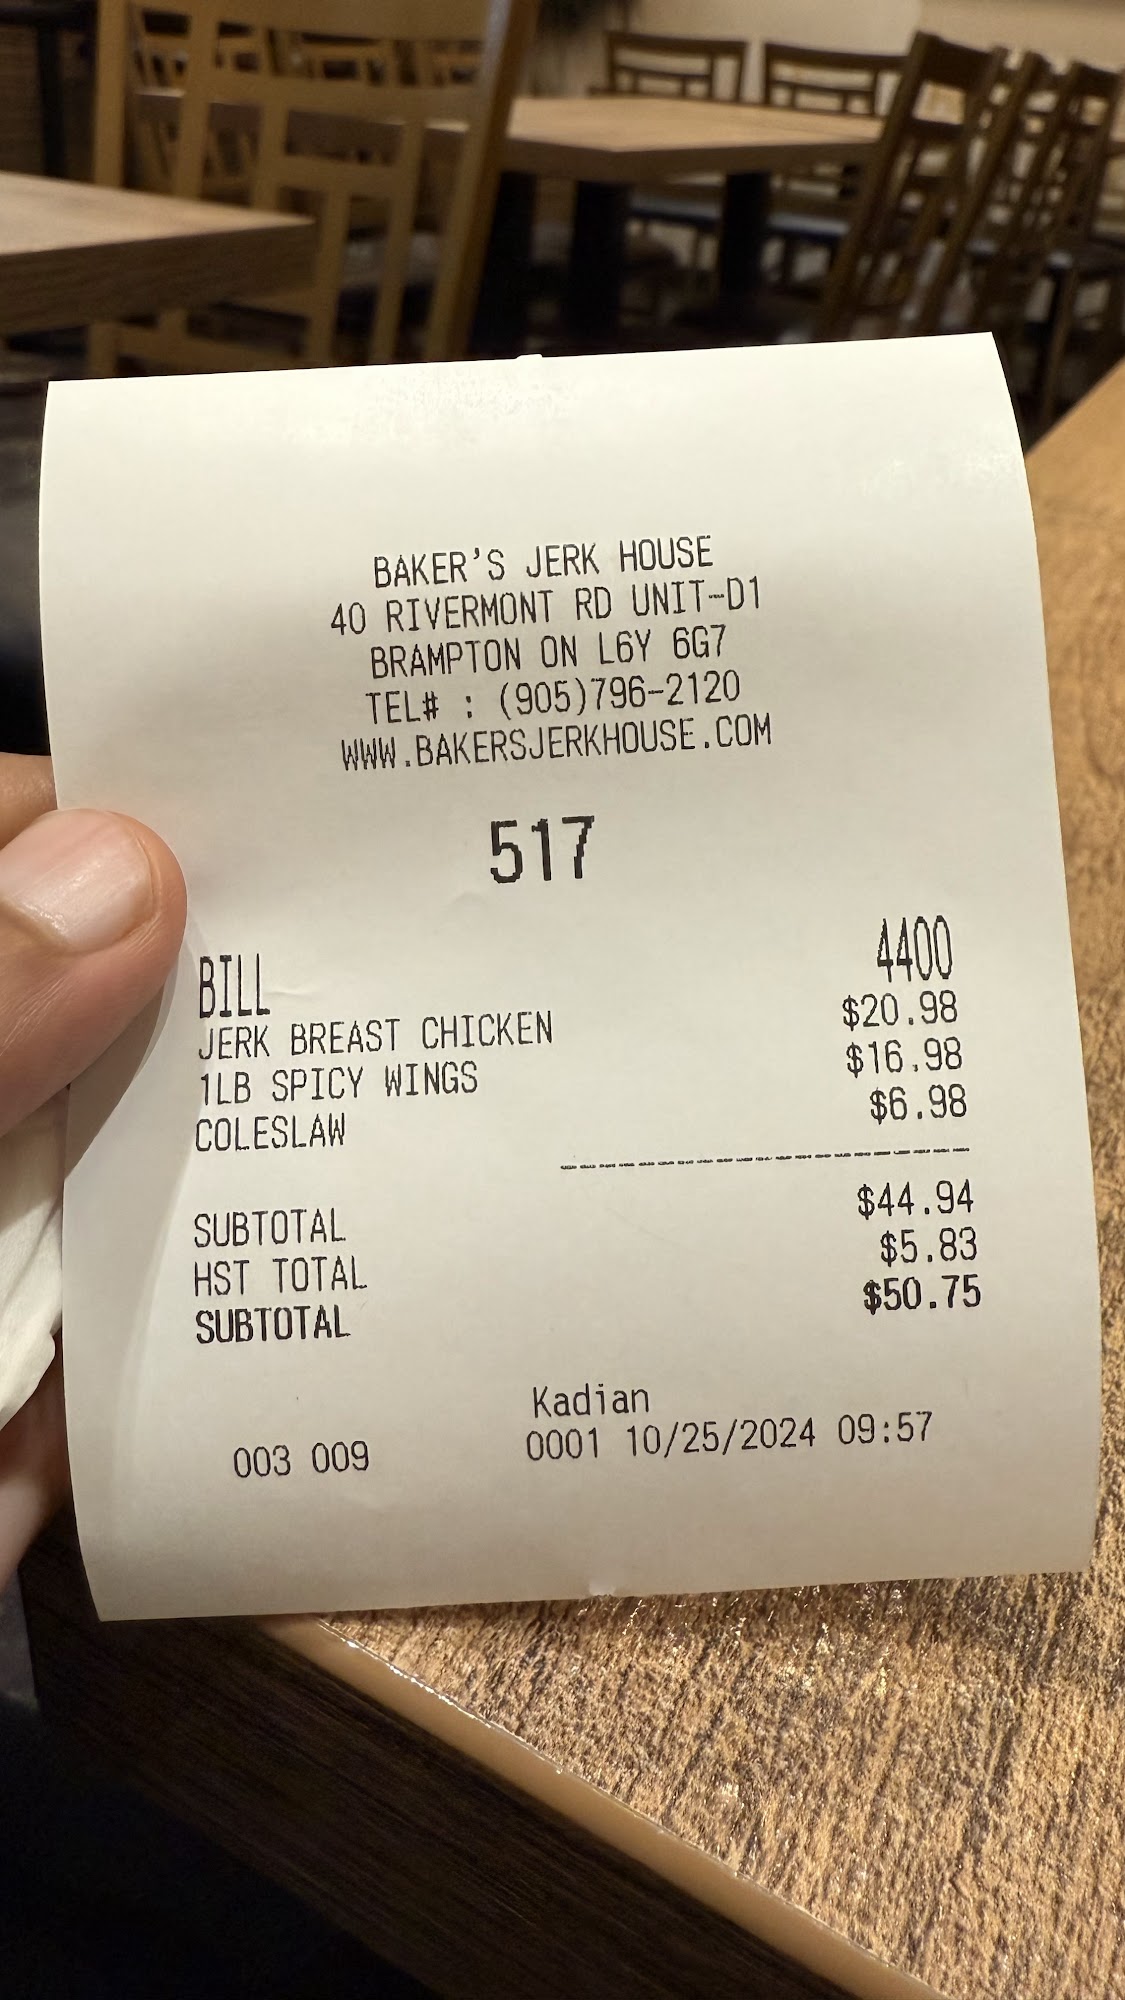 BAKER'S JERK HOUSE
40 RIVERMONT RD UNIT-D1
BRAMPTON ON L6Y 6G7
TEL# : (905)796-2120
WWW.BAKERSJERKHOUSE.COM
517
BILL 4400
JERK BREAST CHICKEN $20.98
1LB SPICY WINGS $16.98
COLESLAW $6.98
SUBTOTAL $44.94
HST TOTAL $5.83
SUBTOTAL $50.75
Kadian
003 009 0001 10/25/2024 09:57